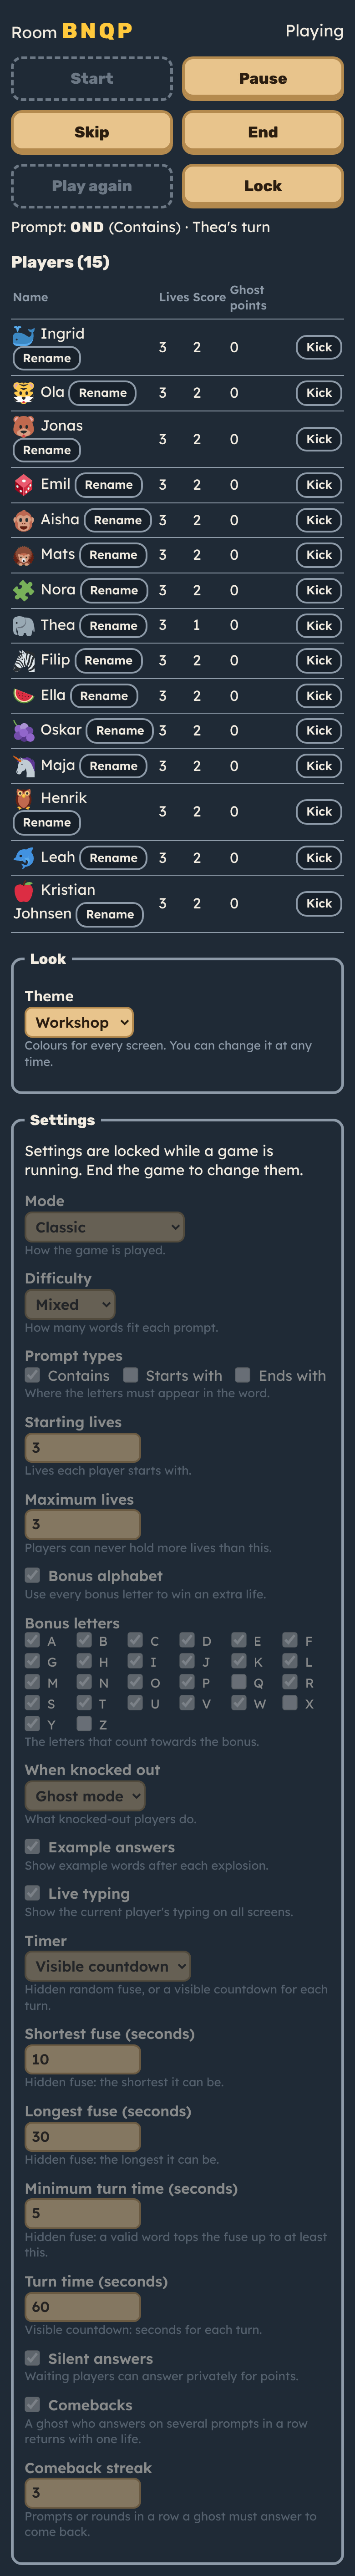 Room BNQP Playing
Start Pause
Skip End
Play again Lock
Prompt: OND (Contains) · Thea's turn
Players (15)
Name Lives Score Ghost points
Ingrid Rename 3 2 0 Kick
Ola Rename 3 2 0 Kick
Jonas Rename 3 2 0 Kick
Emil Rename 3 2 0 Kick
Aisha Rename 3 2 0 Kick
Mats Rename 3 2 0 Kick
Nora Rename 3 2 0 Kick
Thea Rename 3 1 0 Kick
Filip Rename 3 2 0 Kick
Ella Rename 3 2 0 Kick
Oskar Rename 3 2 0 Kick
Maja Rename 3 2 0 Kick
Henrik Rename 3 2 0 Kick
Leah Rename 3 2 0 Kick
Kristian Johnsen Rename 3 2 0 Kick
Look
Theme
Workshop
Colours for every screen. You can change it at any
time.
Settings
Settings are locked while a game is
running. End the game to change them.
Mode
Classic
How the game is played.
Difficulty
Mixed
How many words fit each prompt.
Prompt types
Contains Starts with Ends with
Where the letters must appear in the word.
Starting lives
3
Lives each player starts with.
Maximum lives
3
Players can never hold more lives than this.
Bonus alphabet
Use every bonus letter to win an extra life.
Bonus letters
A B C D E F
G H I J K L
M N O P Q R
S T U V W X
Y Z
The letters that count towards the bonus.
When knocked out
Ghost mode
What knocked-out players do.
Example answers
Show example words after each explosion.
Live typing
Show the current player's typing on all screens.
Timer
Visible countdown
Hidden random fuse, or a visible countdown for each
turn.
Shortest fuse (seconds)
10
Hidden fuse: the shortest it can be.
Longest fuse (seconds)
30
Hidden fuse: the longest it can be.
Minimum turn time (seconds)
5
Hidden fuse: a valid word tops the fuse up to at least
this.
Turn time (seconds)
60
Visible countdown: seconds for each turn.
Silent answers
Waiting players can answer privately for points.
Comebacks
A ghost who answers on several prompts in a row
returns with one life.
Comeback streak
3
Prompts or rounds in a row a ghost must answer to
come back.